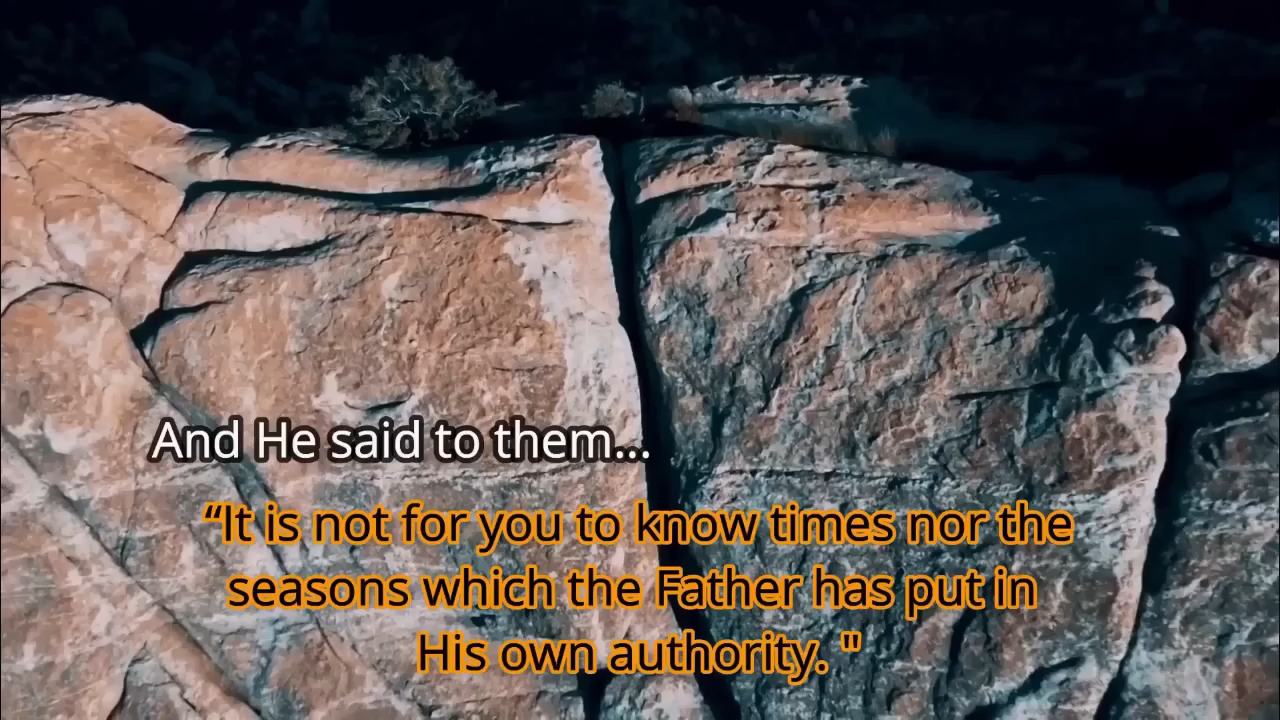 And He said to them...
“It is not for you to know times nor the
seasons which the Father has put in
His own authority. "